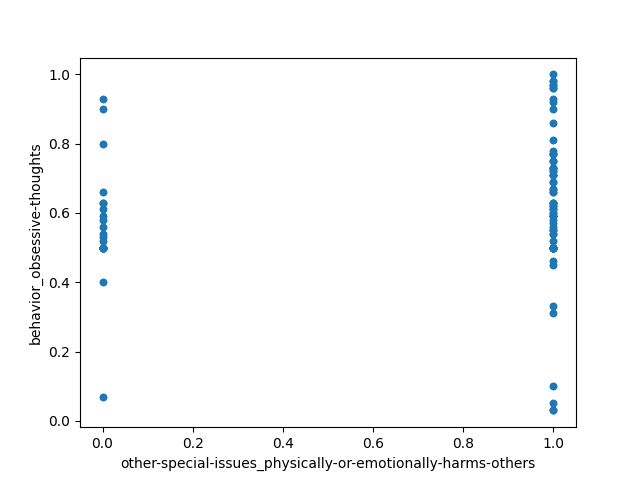 1.0
0.8
0.6
0.4
0.2
0.0
behavior_obsessive-thoughts
0.0 0.2 0.4 0.6 0.8 1.0
other-special-issues_physically-or-emotionally-harms-others